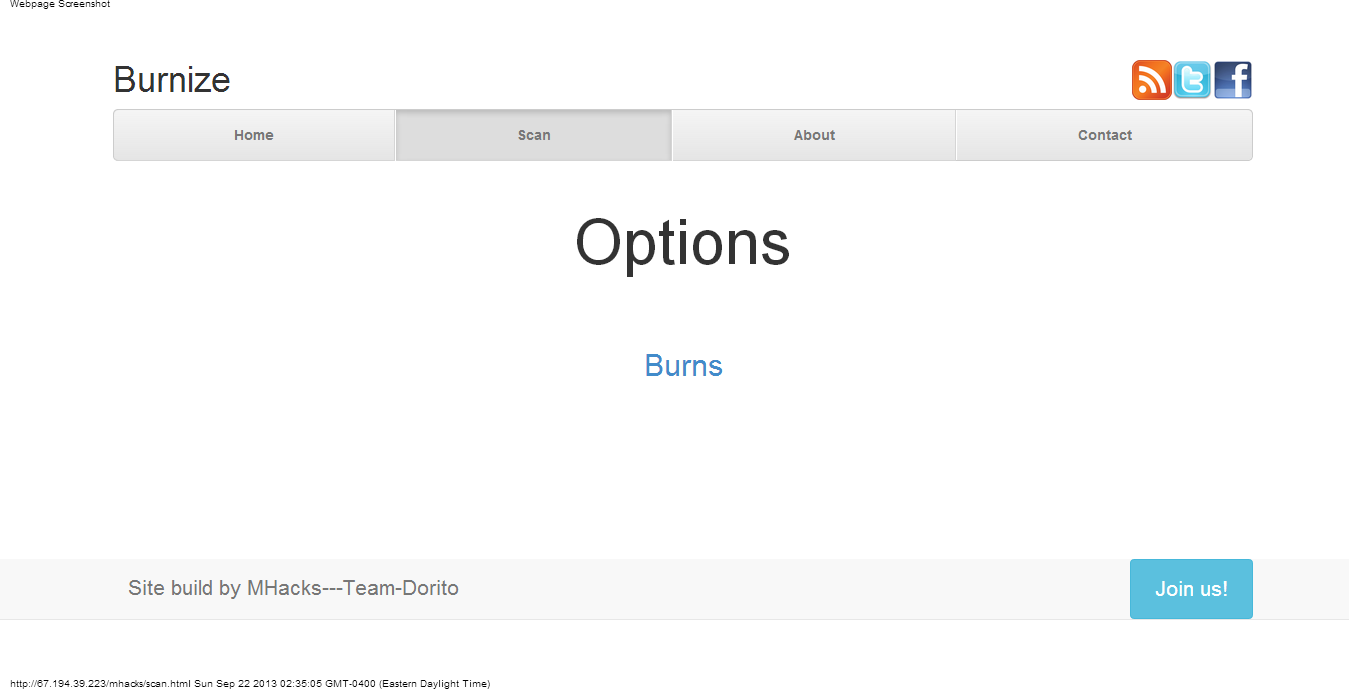 Webpage Screenshot
Burnize
Home Scan About Contact
Options
Burns
Site build by MHacks---Team-Dorito
Join us!
http://67.194.39.223/mhacks/scan.html Sun Sep 22 2013 02:35:05 GMT-0400 (Eastern Daylight Time)